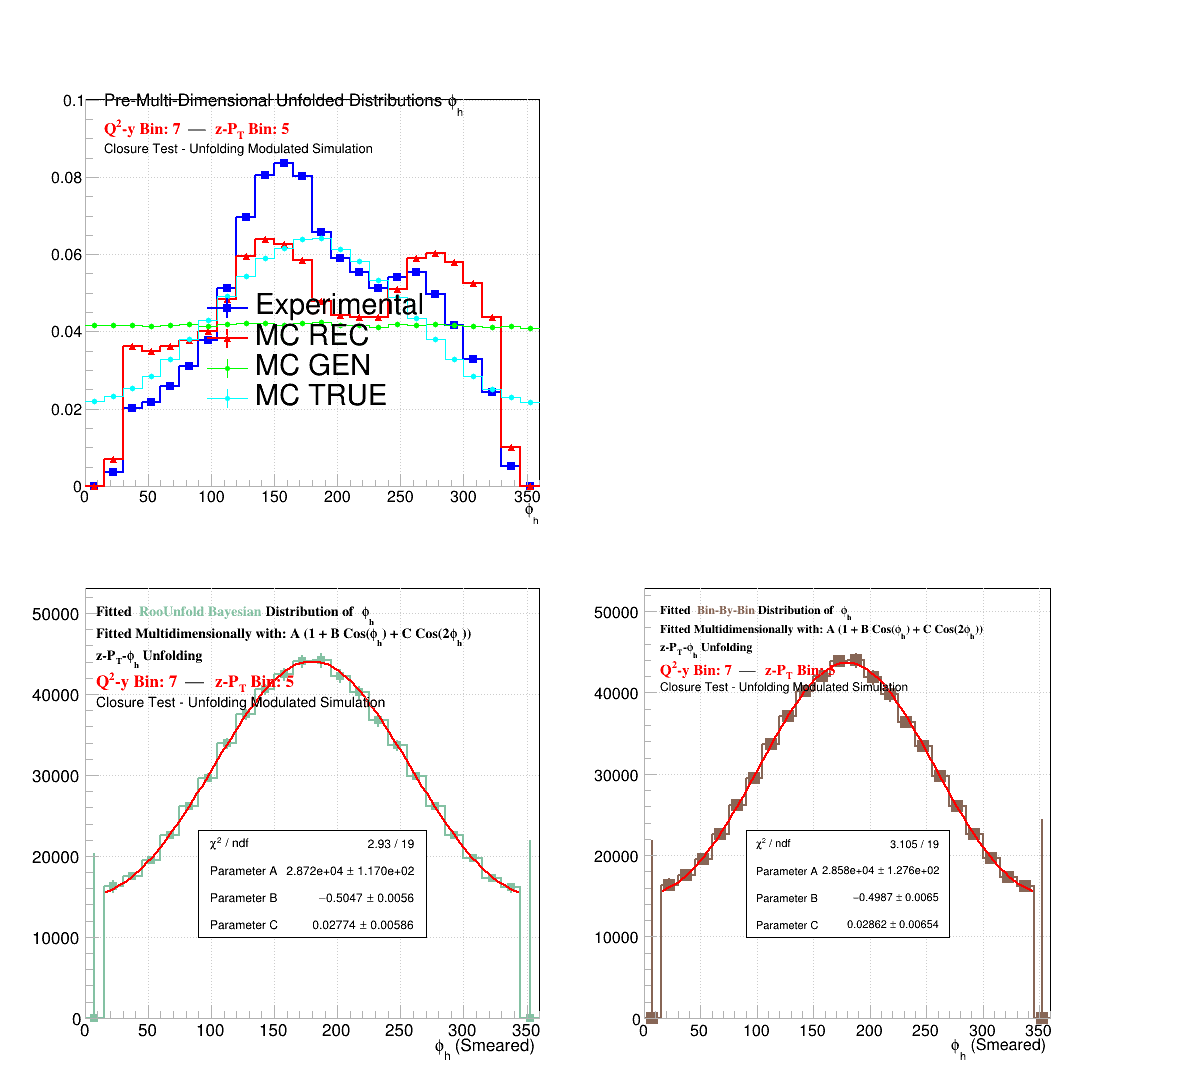 Pre-Multi-Dimensional Unfolded Distributions ϕh
Q2-y Bin: 7 — z-PT Bin: 5
Closure Test - Unfolding Modulated Simulation
0.1
0.08
0.06
0.04
0.02
0
Experimental
MC REC
MC GEN
MC TRUE
0 50 100 150 200 250 300 350
ϕh
Fitted RooUnfold Bayesian Distribution of ϕh
Fitted Multidimensionally with: A (1 + B Cos(ϕh) + C Cos(2ϕh))
z-PT-ϕh Unfolding
Q2-y Bin: 7 — z-PT Bin: 5
Closure Test - Unfolding Modulated Simulation
50000
40000
30000
20000
10000
0
χ2 / ndf 2.93 / 19
Parameter A 2.872e+04 ± 1.170e+02
Parameter B −0.5047 ± 0.0056
Parameter C 0.02774 ± 0.00586
0 50 100 150 200 250 300 350
ϕh (Smeared)
Fitted Bin-By-Bin Distribution of ϕh
Fitted Multidimensionally with: A (1 + B Cos(ϕh) + C Cos(2ϕh))
z-PT-ϕh Unfolding
Q2-y Bin: 7 — z-PT Bin: 5
Closure Test - Unfolding Modulated Simulation
50000
40000
30000
20000
10000
0
χ2 / ndf 3.105 / 19
Parameter A 2.858e+04 ± 1.276e+02
Parameter B −0.4987 ± 0.0065
Parameter C 0.02862 ± 0.00654
0 50 100 150 200 250 300 350
ϕh (Smeared)